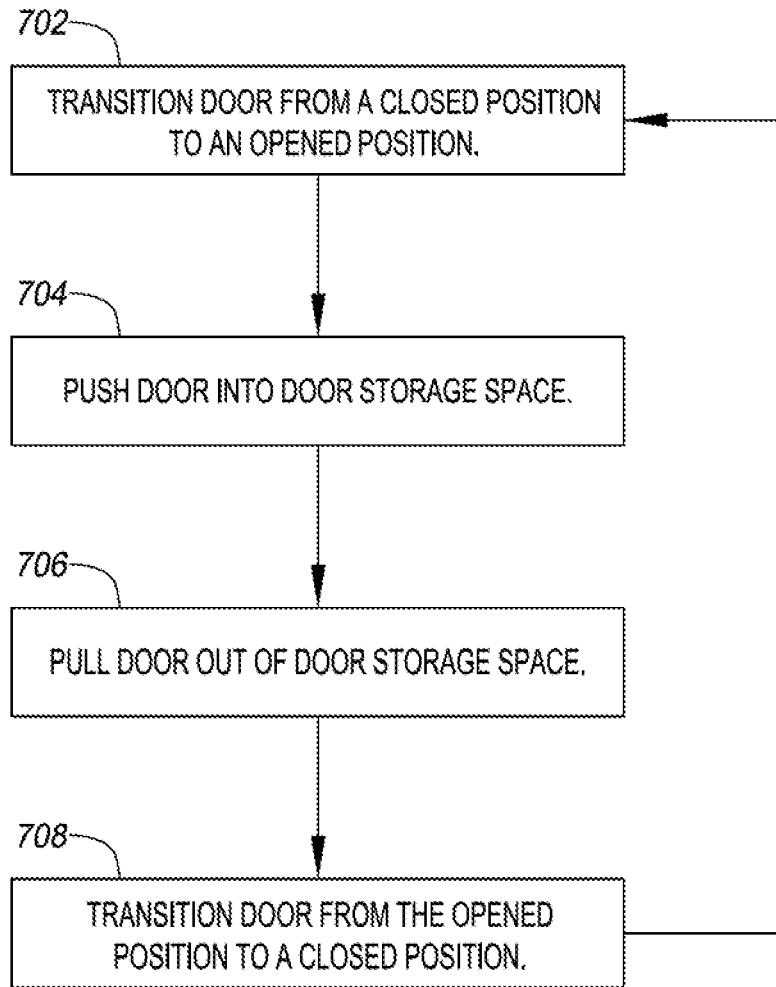 702
TRANSITION DOOR FROM A CLOSED POSITION
TO AN OPENED POSITION.
704
PUSH DOOR INTO DOOR STORAGE SPACE.
706
PULL DOOR OUT OF DOOR STORAGE SPACE.
708
TRANSITION DOOR FROM THE OPENED
POSITION TO A CLOSED POSITION.